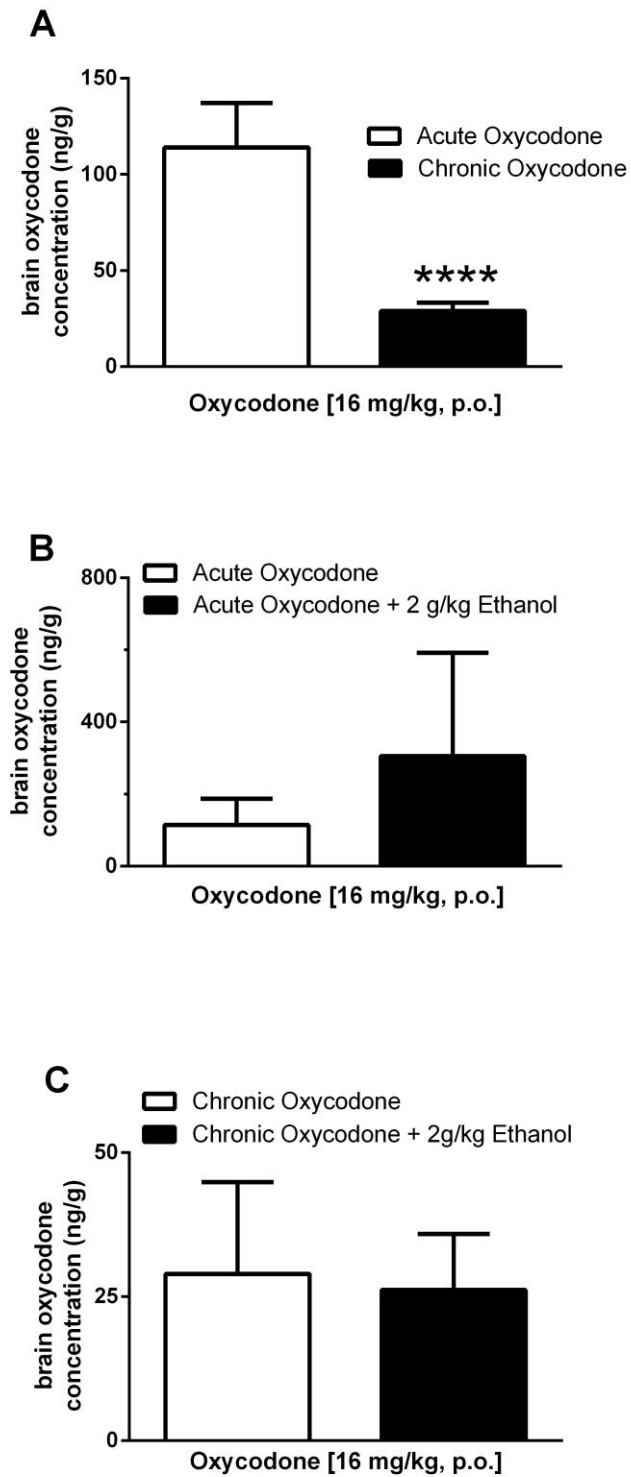 A
150
100
50
0
brain oxycodone
concentration (ng/g)
Acute Oxycodone
Chronic Oxycodone
****
Oxycodone [16 mg/kg, p.o.]
B
800
400
0
brain oxycodone
concentration (ng/g)
Acute Oxycodone
Acute Oxycodone + 2 g/kg Ethanol
Oxycodone [16 mg/kg, p.o.]
C
50
25
0
brain oxycodone
concentration (ng/g)
Chronic Oxycodone
Chronic Oxycodone + 2g/kg Ethanol
Oxycodone [16 mg/kg, p.o.]